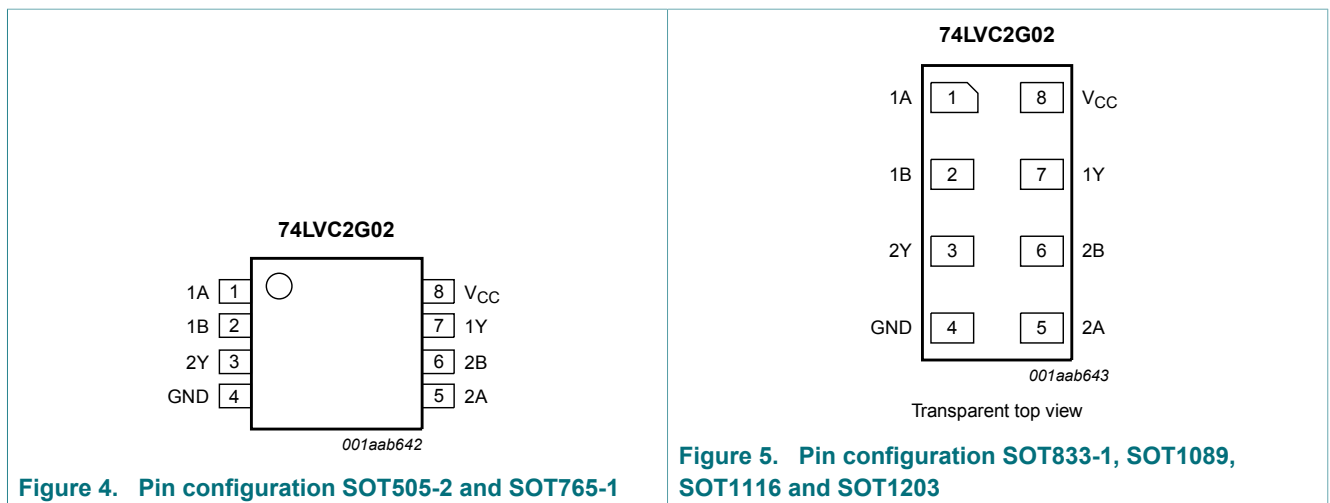 74LVC2G02
1A 1 8 VCC
1B 2 7 1Y
2Y 3 6 2B
GND 4 5 2A
001aab642
Figure 4. Pin configuration SOT505-2 and SOT765-1
74LVC2G02
1A 1 8 VCC
1B 2 7 1Y
2Y 3 6 2B
GND 4 5 2A
001aab643
Transparent top view
Figure 5. Pin configuration SOT833-1, SOT1089,
SOT1116 and SOT1203